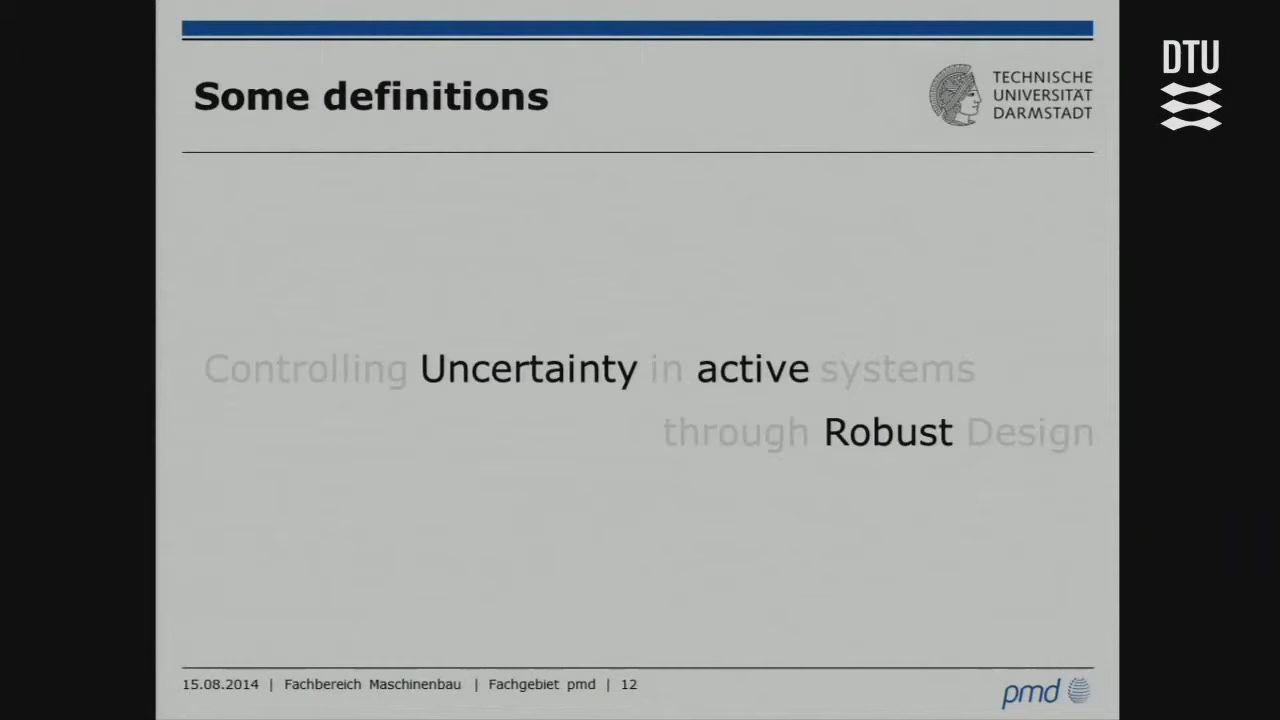 DTU
Some definitions
TECHNISCHE
UNIVERSITÄT
DARMSTADT
Controlling Uncertainty in active systems
through Robust Design
15.08.2014 | Fachbereich Maschinenbau | Fachgebiet pmd | 12
pmd